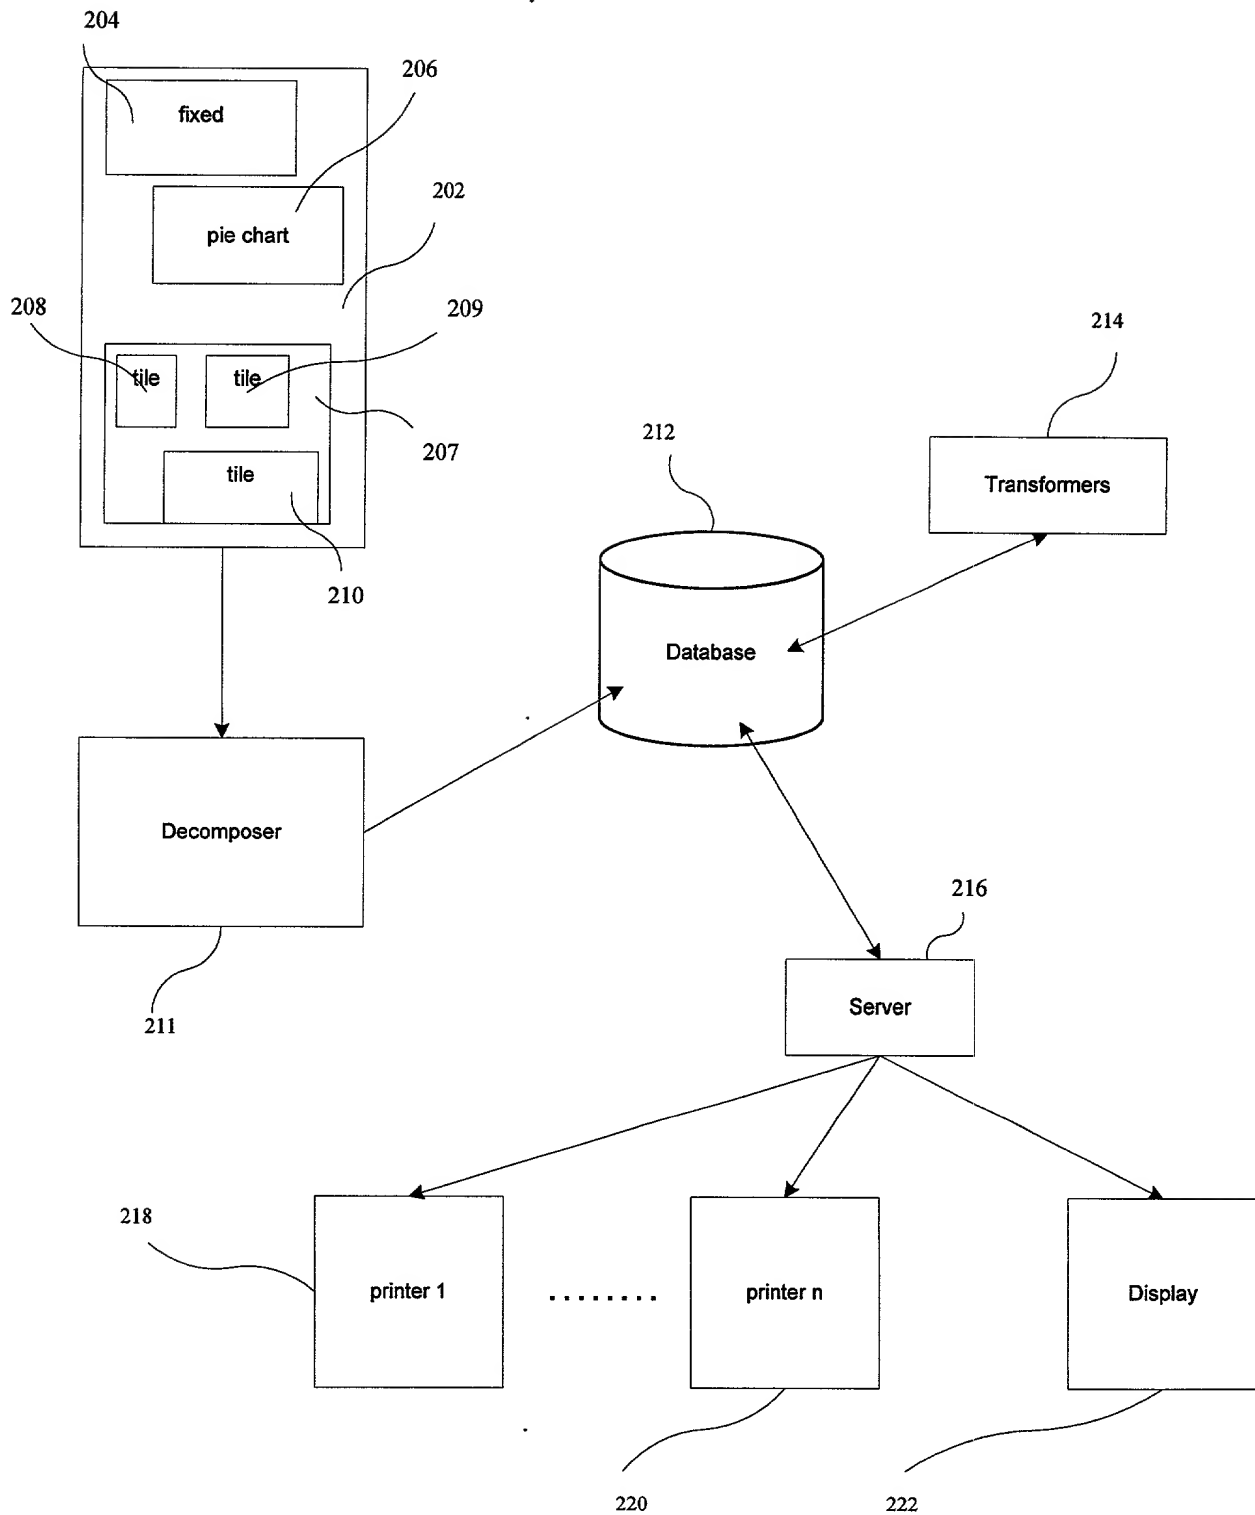 204
fixed
206
pie chart
202
208
209
tile
tile
207
tile
210
212
214
Transformers
Database
Decomposer
211
216
Server
218
printer 1
........
printer n
Display
220
222